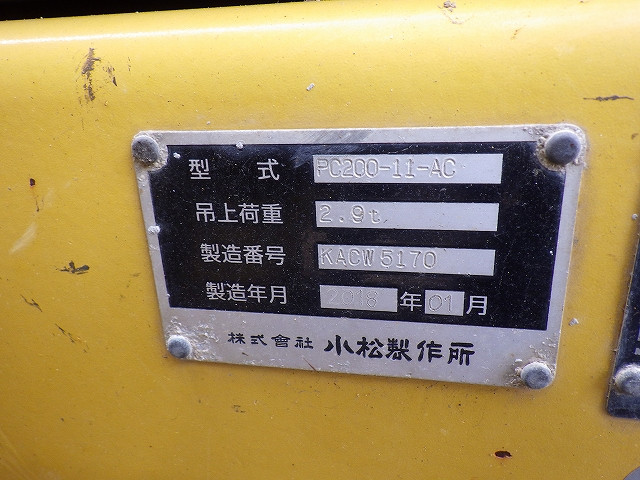 型式 PC200-11-AC
吊上荷重 2.9t
製造番号 KACW5170
製造年月 2018年01月
株式會社 小松製作所